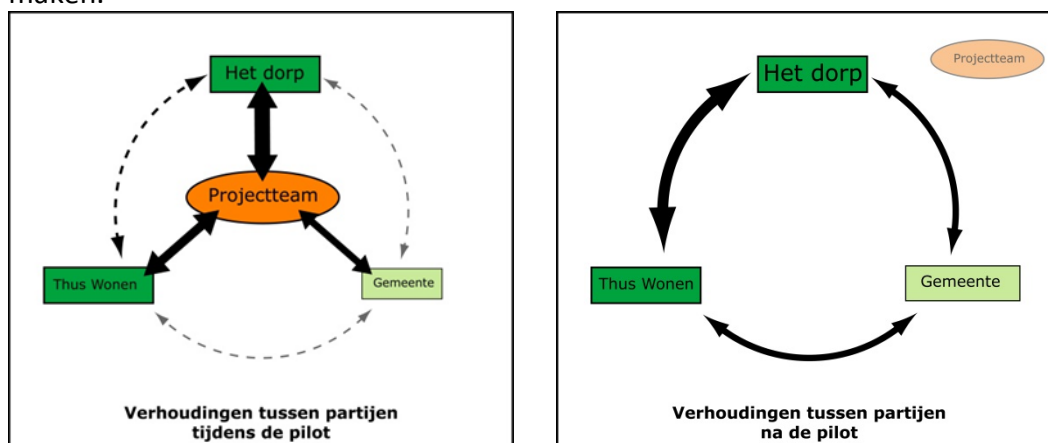 maken.
Het dorp
Projectteam
Thus Wonen
Gemeente
Verhoudingen tussen partijen
tijdens de pilot
Het dorp
Projectteam
Thus Wonen
Gemeente
Verhoudingen tussen partijen
na de pilot